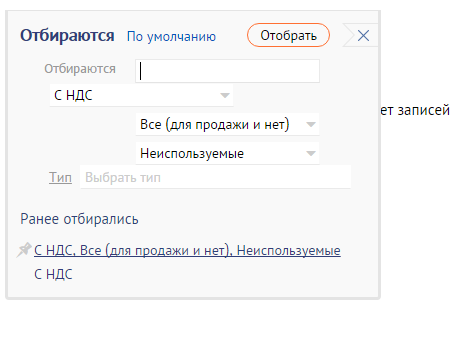 Отбираются По умолчанию Отобрать
Отбираются
С НДС
ет записей
Все (для продажи и нет)
Неиспользуемые
Тип Выбрать тип
Ранее отбирались
С НДС, Все (для продажи и нет), Неиспользуемые
С НДС